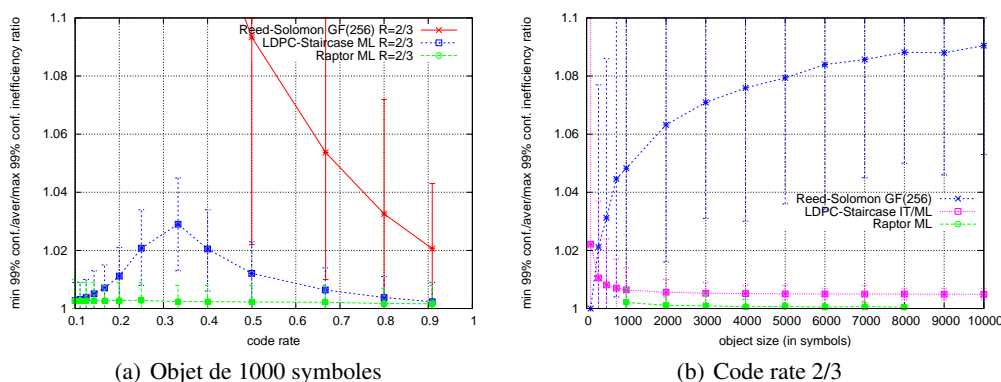 min 99% conf./aver/max 99% conf. inefficiency ratio
1.1
1.08
1.06
1.04
1.02
1
0.1 0.2 0.3 0.4 0.5 0.6 0.7 0.8 0.9 1
code rate
Reed-Solomon GF(256) R=2/3
LDPC-Staircase ML R=2/3
Raptor ML R=2/3
(a) Objet de 1000 symboles
min 99% conf./aver/max 99% conf. inefficiency ratio
1.1
1.08
1.06
1.04
1.02
1
0 1000 2000 3000 4000 5000 6000 7000 8000 9000 10000
object size (in symbols)
Reed-Solomon GF(256)
LDPC-Staircase IT/ML
Raptor ML
(b) Code rate 2/3